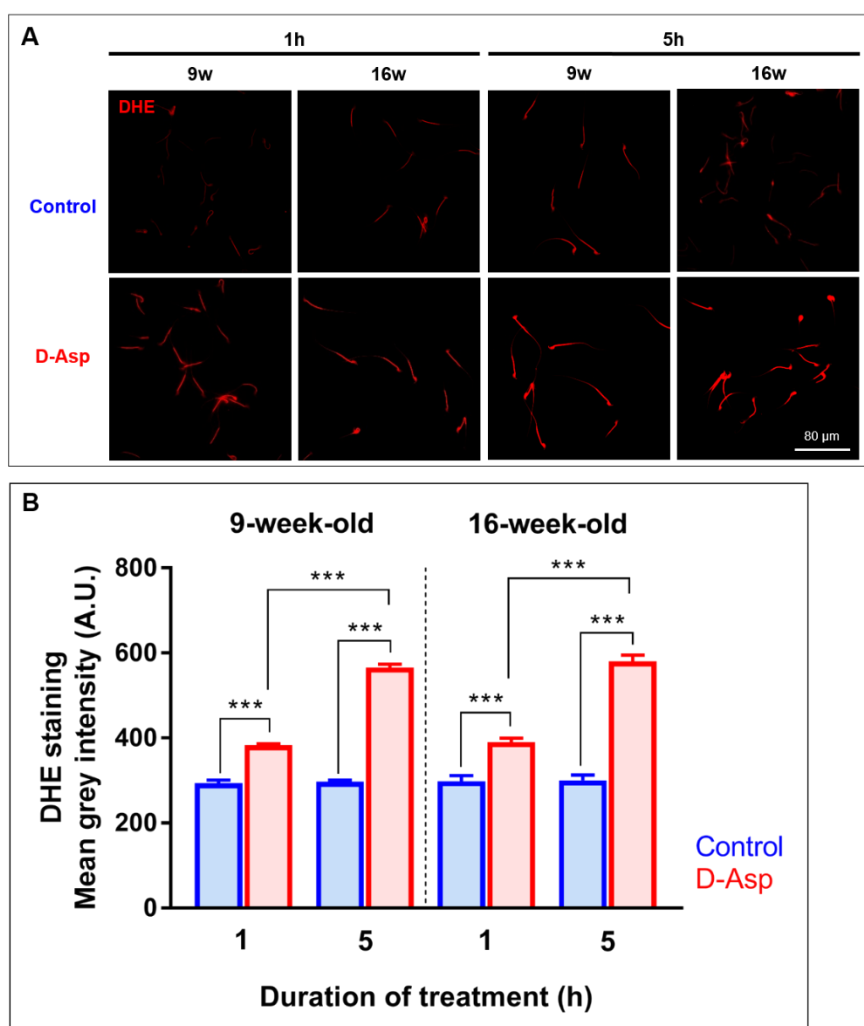 A
1h 5h
9w 16w 9w 16w
DHE
Control
D-Asp
80 µm
B
9-week-old 16-week-old
DHE staining
Mean grey intensity (A.U.)
800
600
400
200
0
*** ***
*** ***
*** ***
Control
D-Asp
1 5 1 5
Duration of treatment (h)